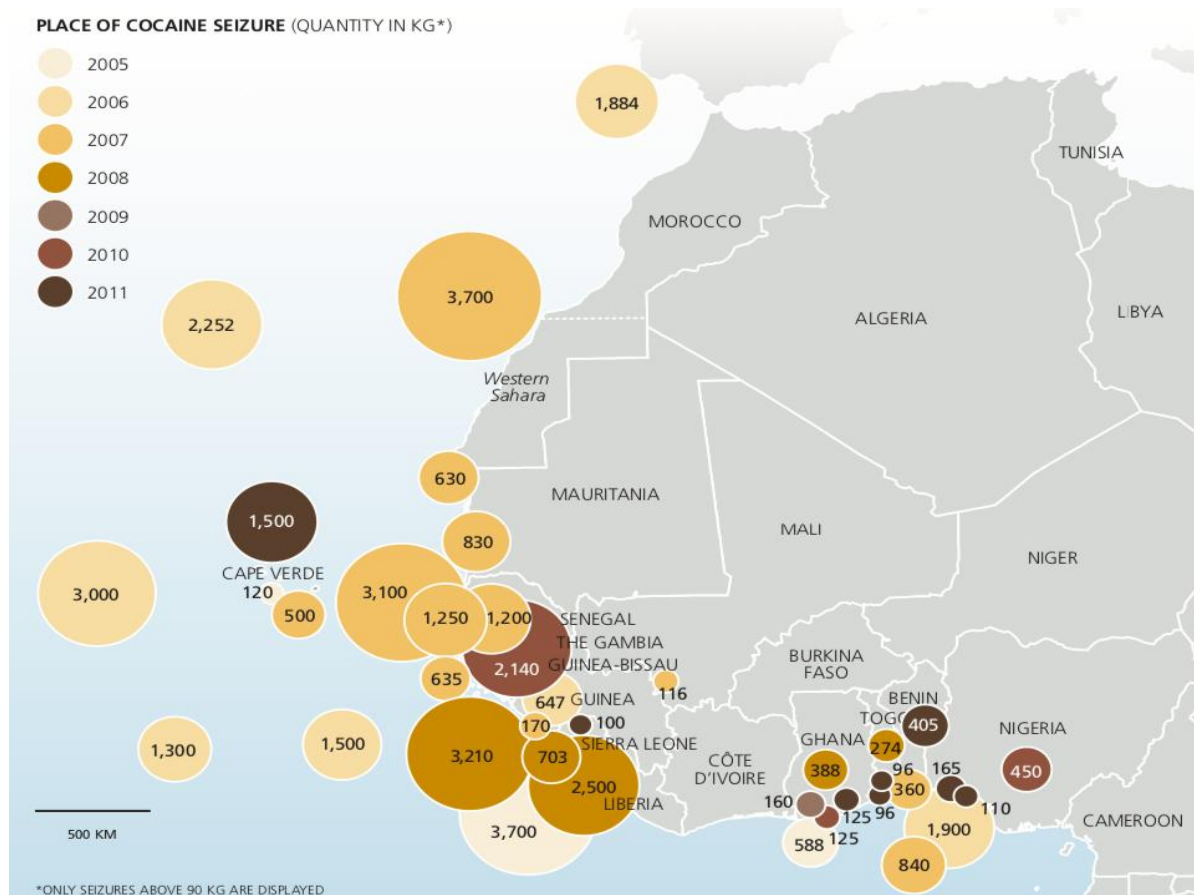 PLACE OF COCAINE SEIZURE (QUANTITY IN KG*)
2005
2006
2007
2008
2009
2010
2011
1,884
TUNISIA
MOROCCO
3,700
2,252
ALGERIA
LIBYA
Western
Sahara
630
MAURITANIA
1,500
830
MALI
NIGER
CAPE VERDE
120
500
3,000
3,100
1,250
1,200
SENEGAL
THE GAMBIA
GUINEA-BISSAU
2,140
635
647
GUINEA
116
BURKINA
FASO
BENIN
TOGO
405
NIGERIA
170
100
SIERRA LEONE
1,300
1,500
3,210
703
2,500
LIBERIA
3,700
CÔTE
D'IVOIRE
GHANA
388
274
96
165
450
160
125
125
96
360
110
588
1,900
840
CAMEROON
500 KM
*ONLY SEIZURES ABOVE 90 KG ARE DISPLAYED